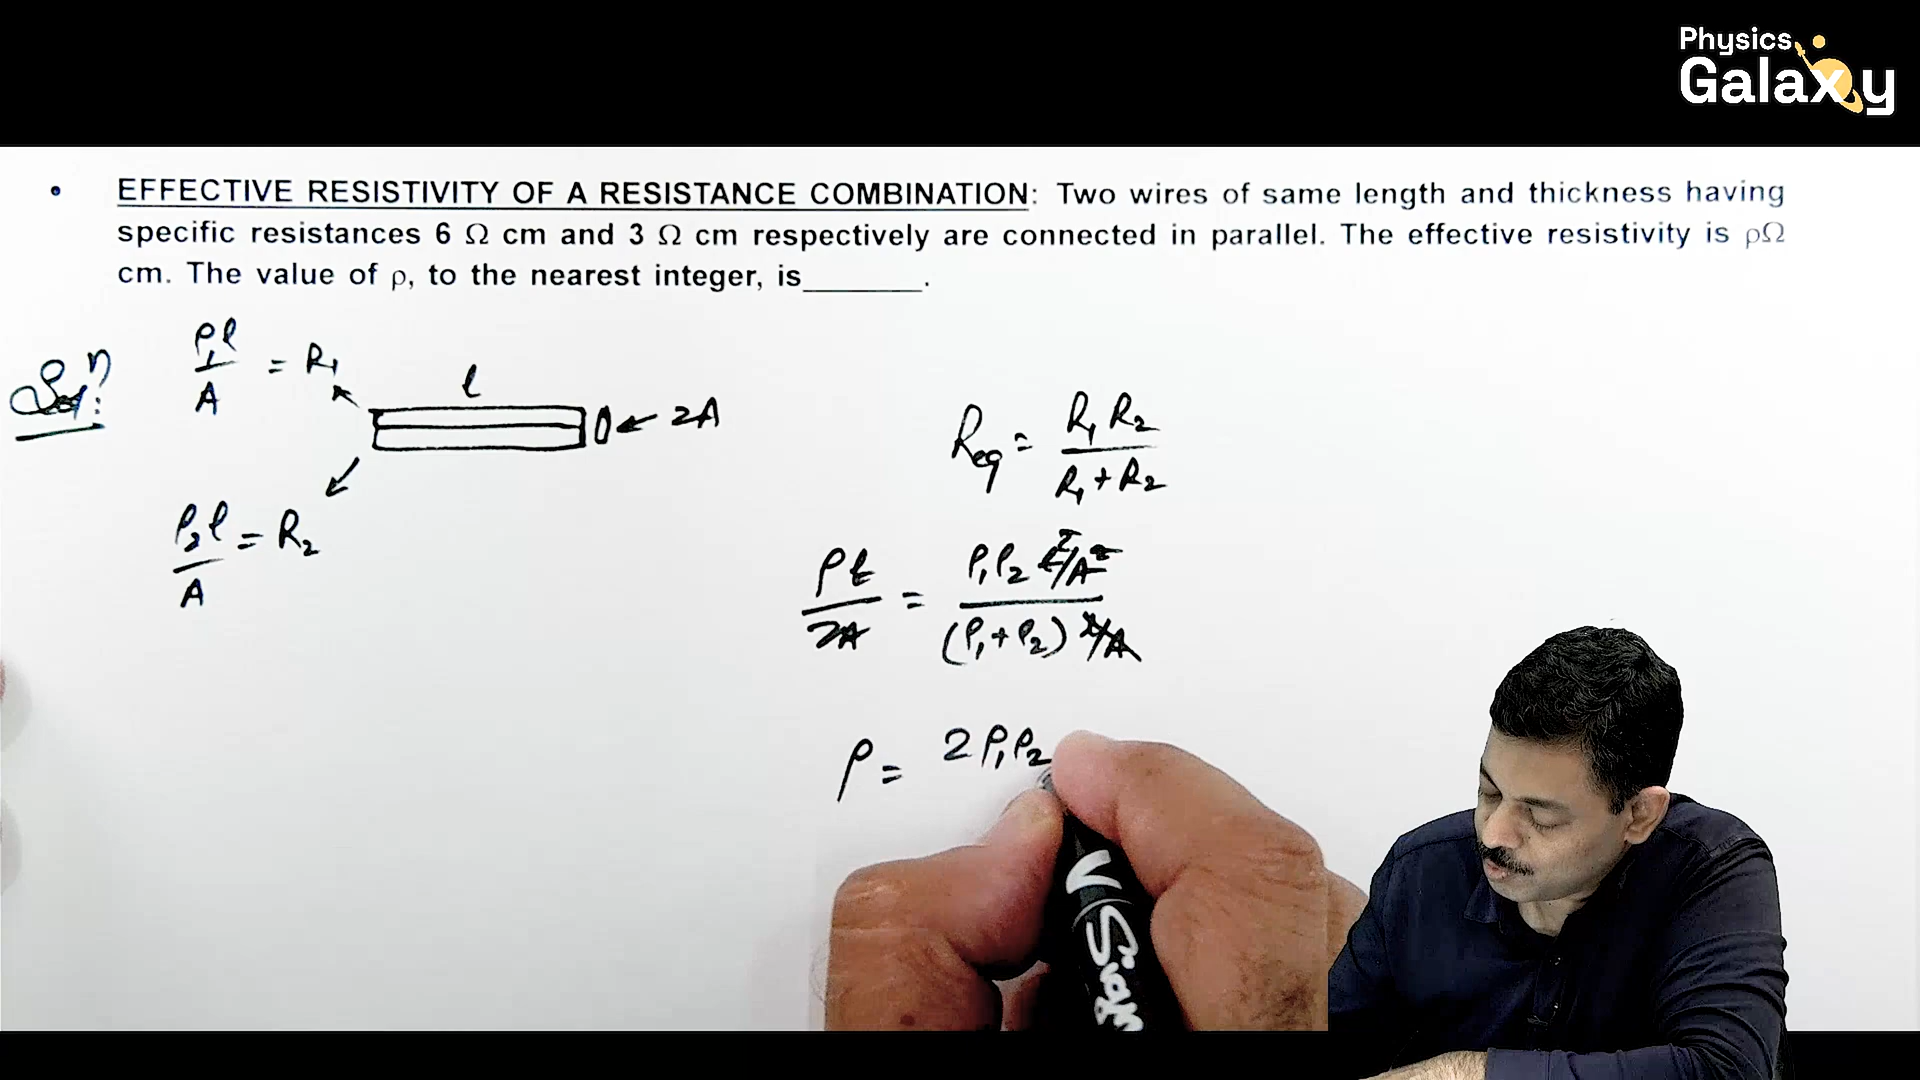 Physics
Galaxy
• EFFECTIVE RESISTIVITY OF A RESISTANCE COMBINATION: Two wires of same length and thickness having
specific resistances 6 Ω cm and 3 Ω cm respectively are connected in parallel. The effective resistivity is ρΩ
cm. The value of ρ, to the nearest integer, is_______.
Solⁿ:
ρ₁l/A = R₁
l
2A
ρ₂l/A = R₂
Req = R₁R₂/(R₁+R₂)
ρl/2A = ρ₁ρ₂ l²/A² / (ρ₁+ρ₂) l/A
ρ = 2ρ₁ρ₂